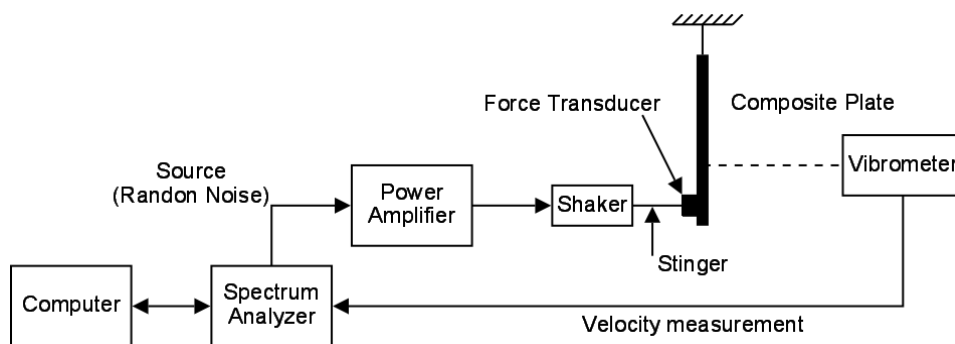 Force Transducer
Composite Plate
Source
(Randon Noise)
Power
Amplifier
Shaker
Vibrometer
Stinger
Computer
Spectrum
Analyzer
Velocity measurement